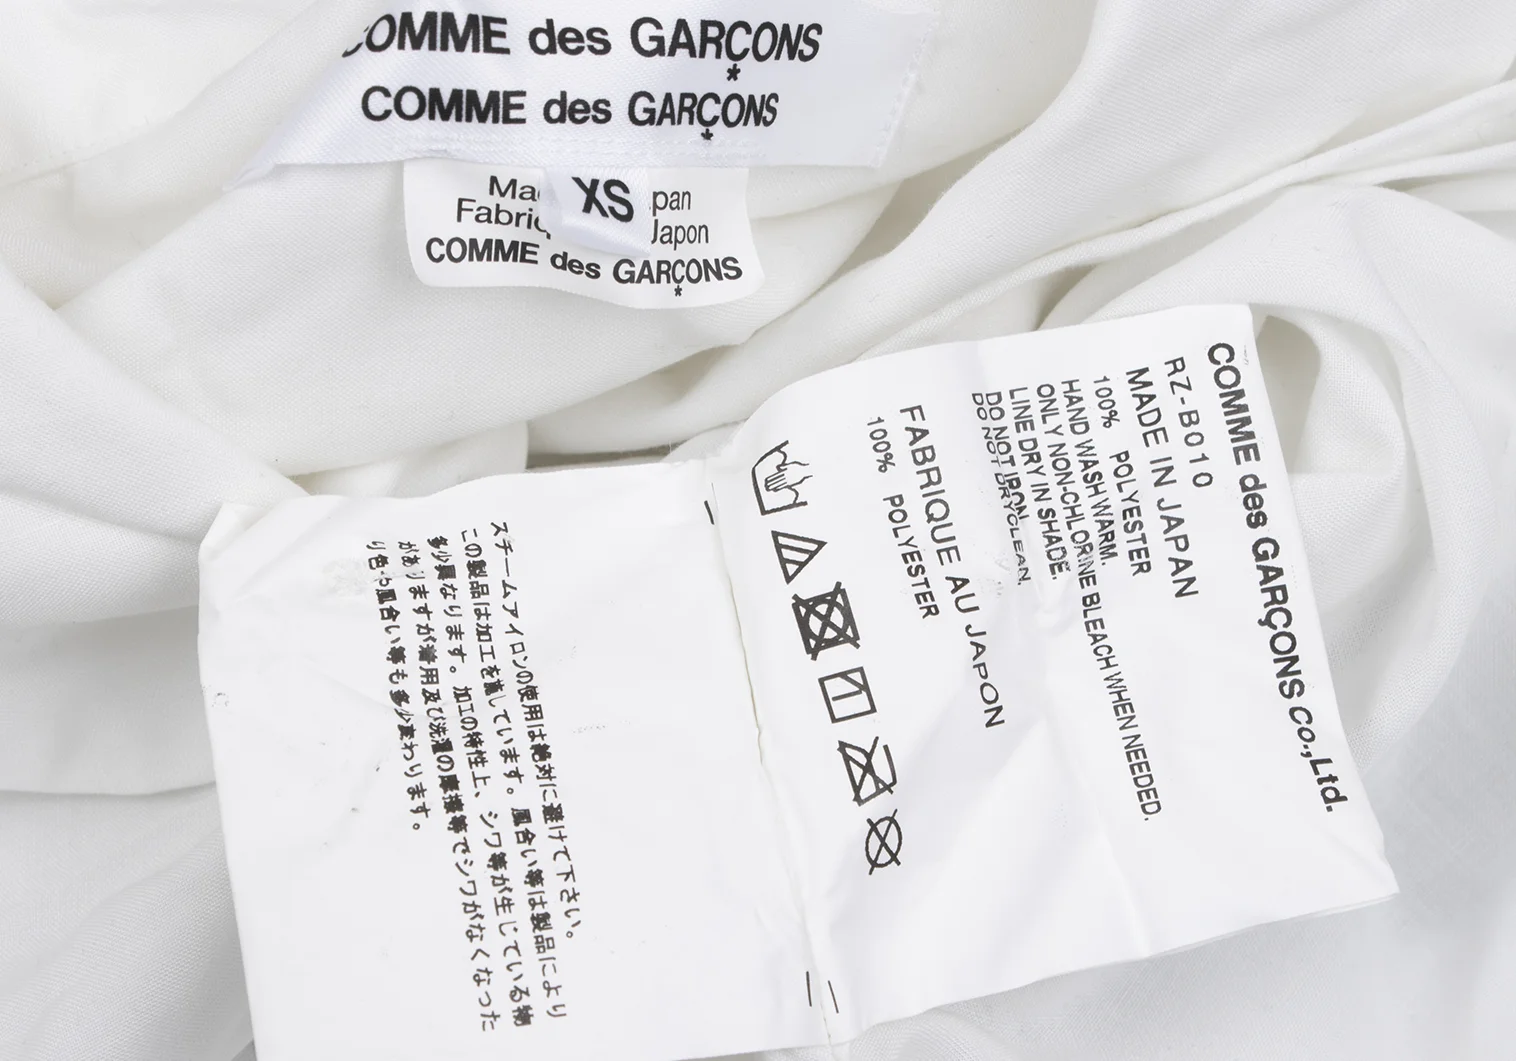 COMME des GARÇONS
COMME des GARÇONS
XS
COMME des GARÇONS
COMME des GARÇONS Co.,Ltd.
RZ-B010
MADE IN JAPAN
100% POLYESTER
HAND WASH WARM.
ONLY NON-CHLORINE BLEACH WHEN NEEDED.
LINE DRY IN SHADE.
DO NOT IRON
DO NOT DRYCLEAN.
FABRIQUE AU JAPON
100% POLYESTER
スチームアイロンの使用は絶対に避けて下さい。
この製品は加工を施しています。風合い等は製品により
多少異なります。加工の特性上、シワ等が生じている物
がありますが着用及び洗濯の摩擦等でシワがなくなった
り色や風合い等も多少変わります。